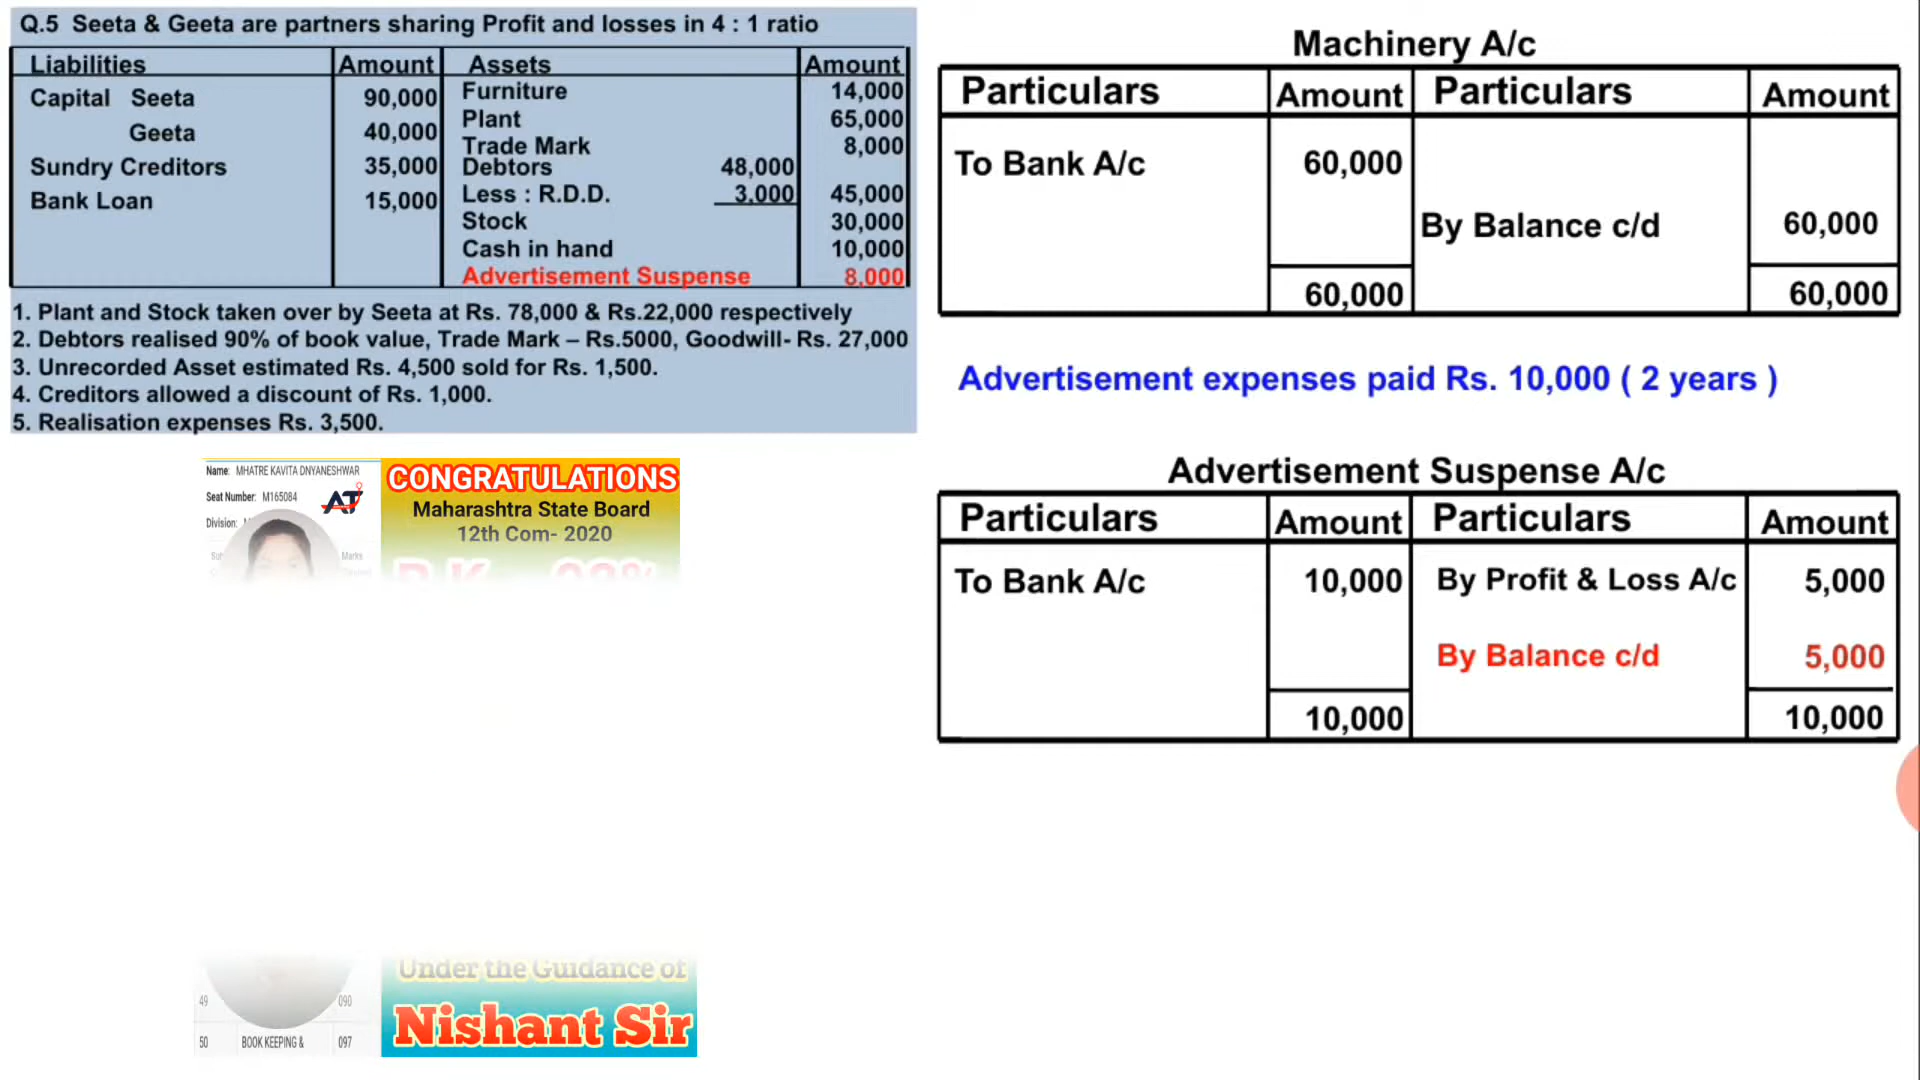 Q.5 Seeta & Geeta are partners sharing Profit and losses in 4 : 1 ratio
Liabilities Amount Assets Amount
Capital Seeta 90,000 Furniture 14,000
Geeta 40,000 Plant 65,000
Trade Mark 8,000
Sundry Creditors 35,000 Debtors 48,000
Bank Loan 15,000 Less : R.D.D. 3,000 45,000
Stock 30,000
Cash in hand 10,000
Advertisement Suspense 8,000
1. Plant and Stock taken over by Seeta at Rs. 78,000 & Rs.22,000 respectively
2. Debtors realised 90% of book value, Trade Mark – Rs.5000, Goodwill- Rs. 27,000
3. Unrecorded Asset estimated Rs. 4,500 sold for Rs. 1,500.
4. Creditors allowed a discount of Rs. 1,000.
5. Realisation expenses Rs. 3,500.
Machinery A/c
Particulars Amount Particulars Amount
To Bank A/c 60,000
By Balance c/d 60,000
60,000 60,000
Advertisement expenses paid Rs. 10,000 ( 2 years )
Advertisement Suspense A/c
Particulars Amount Particulars Amount
To Bank A/c 10,000 By Profit & Loss A/c 5,000
By Balance c/d 5,000
10,000 10,000
Name: MHATRE KAVITA DNYANESHWAR
Seat Number: M165084
Division:
Marks
AT
CONGRATULATIONS
Maharashtra State Board
12th Com- 2020
Under the Guidance of
Nishant Sir
49 090
50 BOOK KEEPING & 097